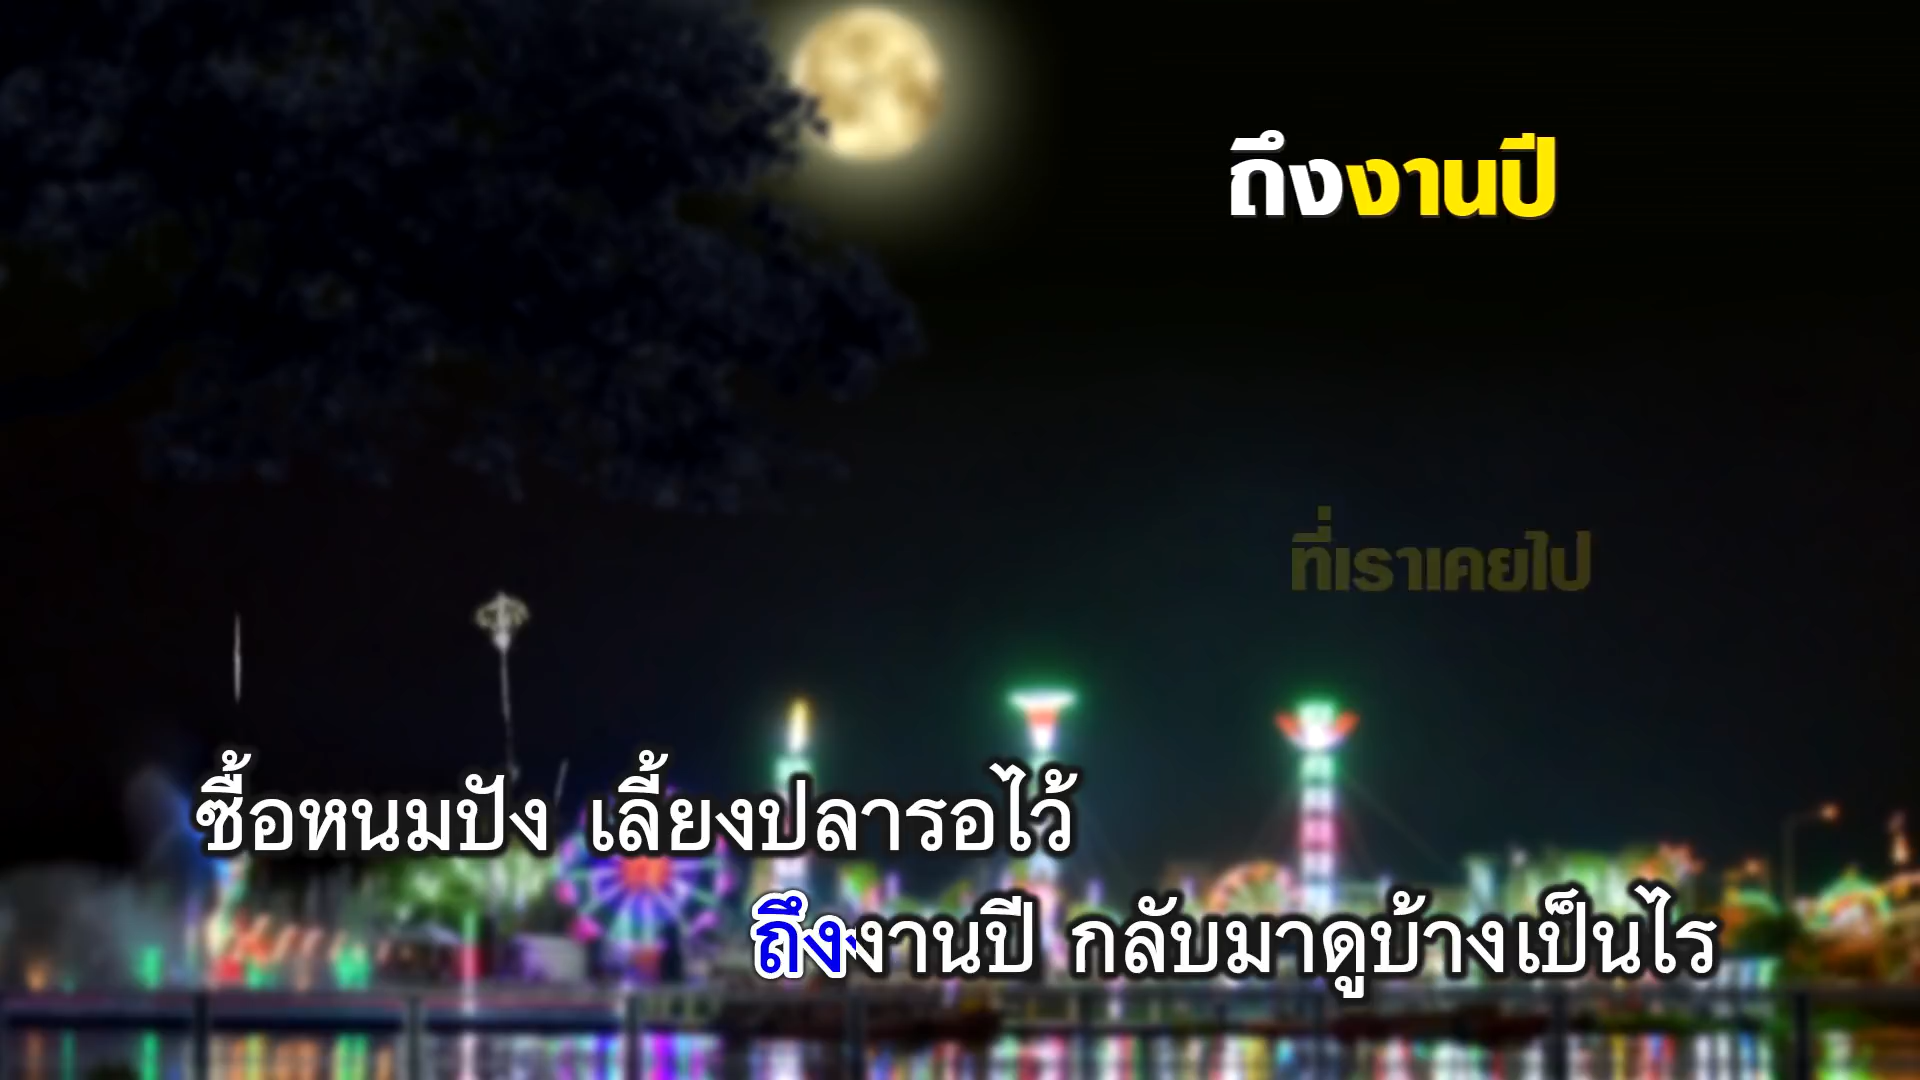 ถึงงานปี
ที่เราเคยไป
ซื้อหนมปัง เลี้ยงปลารอไว้
ถึงงานปี กลับมาดูบ้างเป็นไร